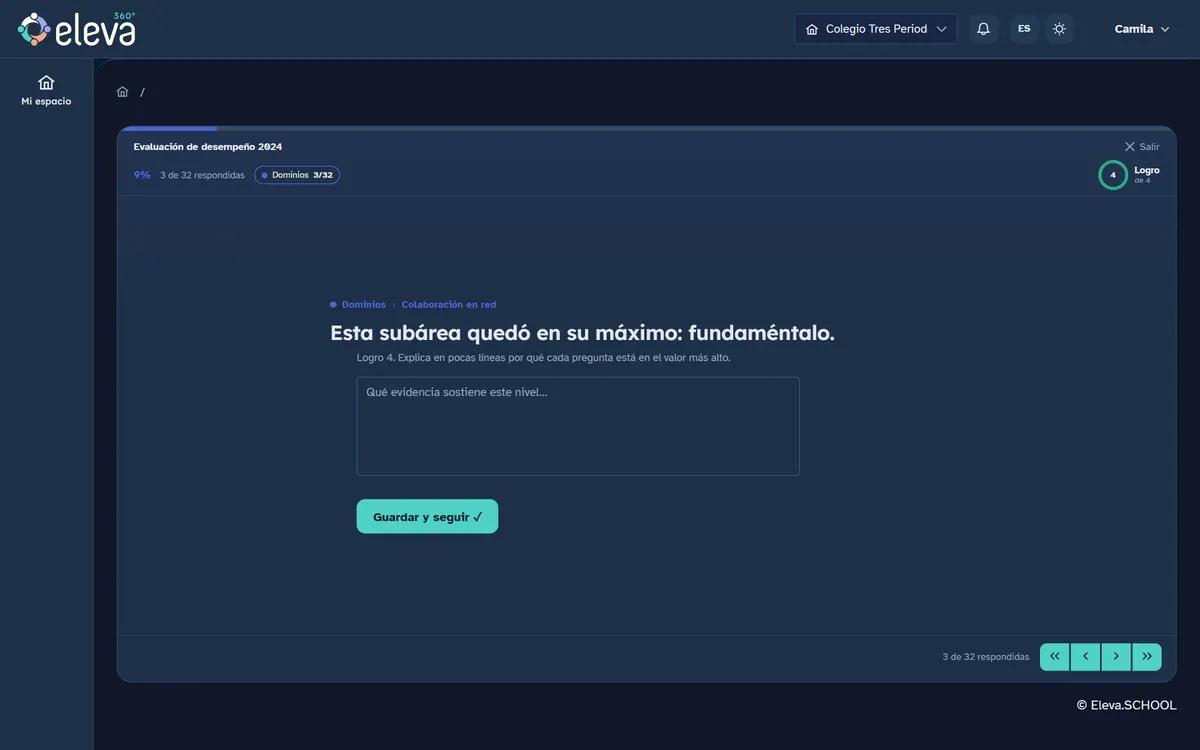 eleva 360°
Colegio Tres Period
ES
Camila
Mi espacio
/
Evaluación de desempeño 2024
Salir
9% 3 de 32 respondidas Dominios 3/32
4 Logro
de 4
Dominios › Colaboración en red
Esta subárea quedó en su máximo: fundaméntalo.
Logro 4. Explica en pocas líneas por qué cada pregunta está en el valor más alto.
Qué evidencia sostiene este nivel...
Guardar y seguir ✓
3 de 32 respondidas
© Eleva.SCHOOL